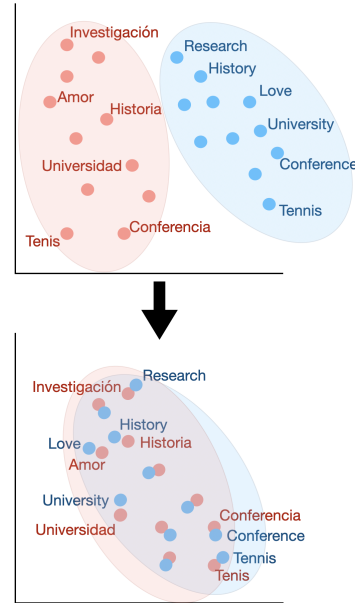 Investigación
Research
History
Amor
Love
Historia
University
Universidad
Conference
Tennis
Conferencia
Tenis
Research
Investigación
History
Love
Historia
Amor
University
Conferencia
Universidad
Conference
Tennis
Tenis